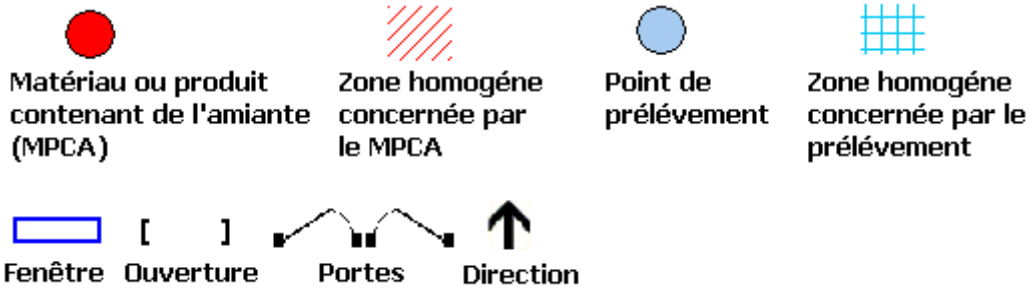 Matériau ou produit
contenant de l'amiante
(MPCA)
Zone homogéne
concernée par
le MPCA
Point de
prélévement
Zone homogéne
concernée par le
prélévement
Fenêtre
Ouverture
Portes
Direction